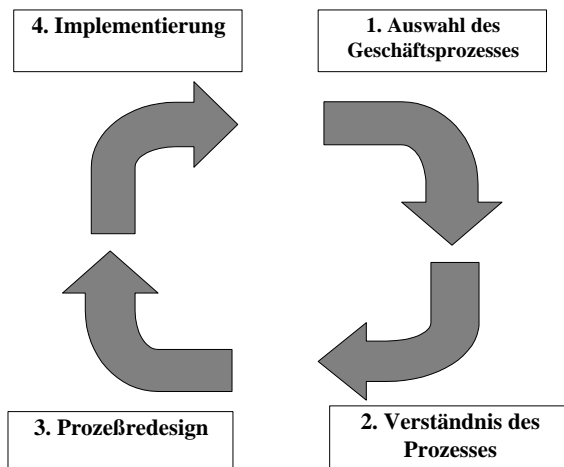 4. Implementierung
1. Auswahl des
Geschäftsprozesses
3. Prozeßredesign
2. Verständnis des
Prozesses